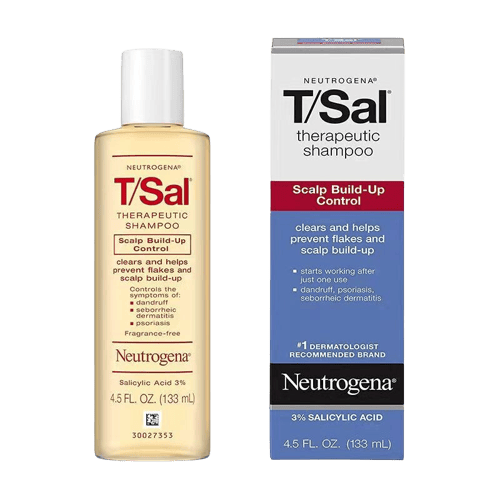 NEUTROGENA®
T/Sal®
THERAPEUTIC
SHAMPOO
Scalp Build-Up
Control
clears and helps
prevent flakes and
scalp build-up
Controls the
symptoms of:
▪ dandruff
▪ seborrheic
dermatitis
▪ psoriasis
Fragrance-free
Neutrogena®
Salicylic Acid 3%
4.5 FL. OZ. (133 mL)
30027353
NEUTROGENA®
T/Sal®
therapeutic
shampoo
Scalp Build-Up
Control
clears and helps
prevent flakes and
scalp build-up
▪ starts working after
just one use
▪ dandruff, psoriasis,
seborrheic dermatitis
#1 DERMATOLOGIST
RECOMMENDED BRAND
Neutrogena®
3% SALICYLIC ACID
4.5 FL. OZ. (133 mL)